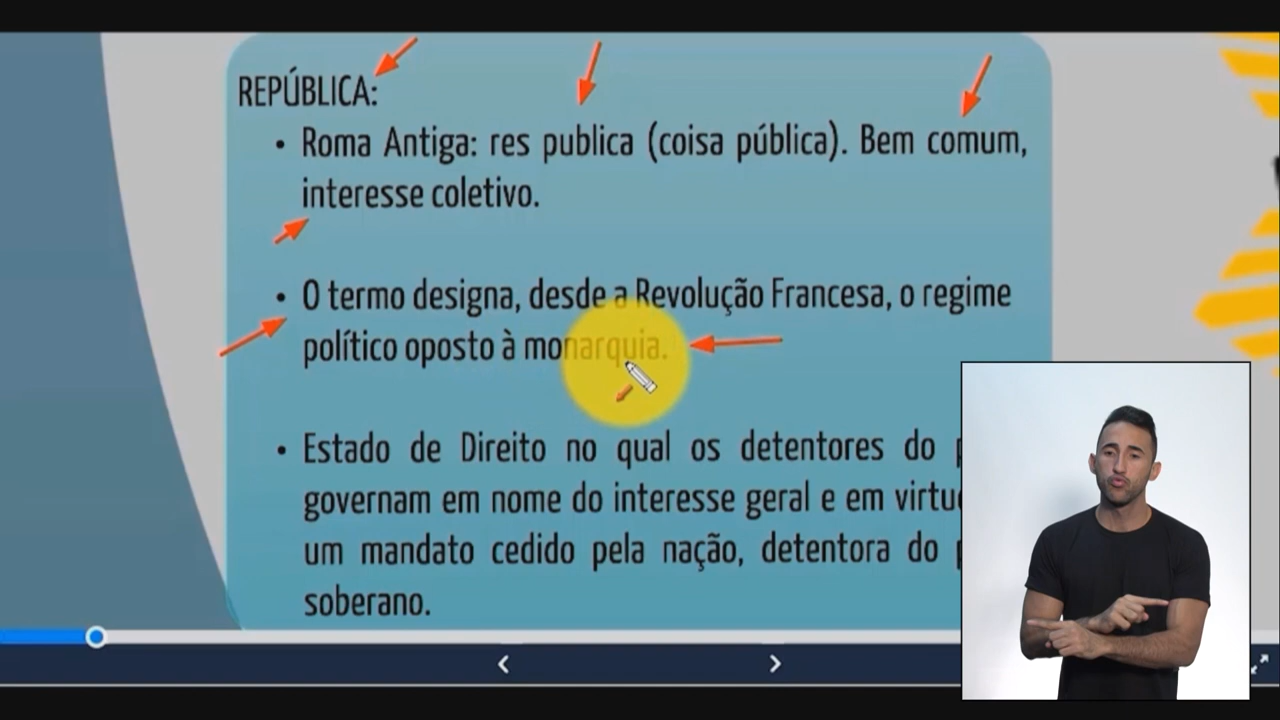 REPÚBLICA:
• Roma Antiga: res publica (coisa pública). Bem comum,
interesse coletivo.
• O termo designa, desde a Revolução Francesa, o regime
político oposto à monarquia.
• Estado de Direito no qual os detentores do
governam em nome do interesse geral e em
um mandato cedido pela nação, detentora do
soberano.